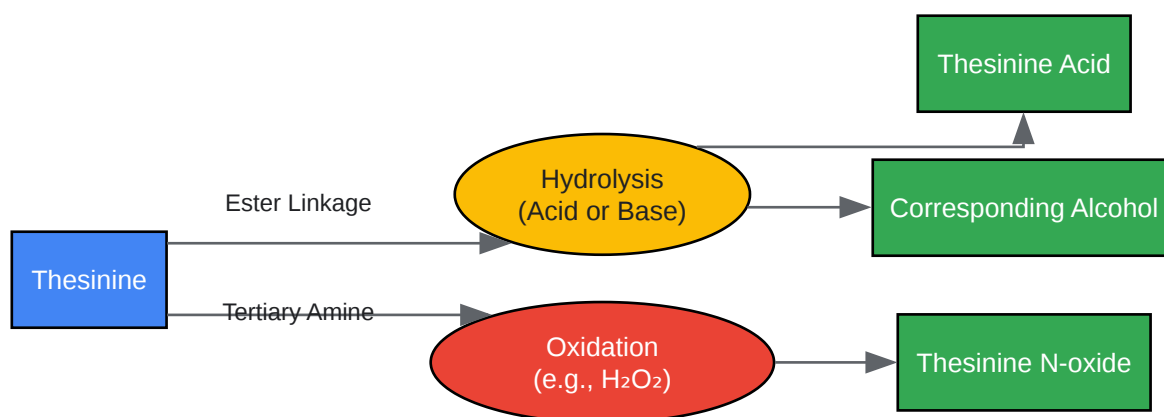 Thesinine Acid
Hydrolysis
(Acid or Base)
Ester Linkage
Corresponding Alcohol
Thesinine
Tertiary Amine
Oxidation
(e.g., H₂O₂)
Thesinine N-oxide